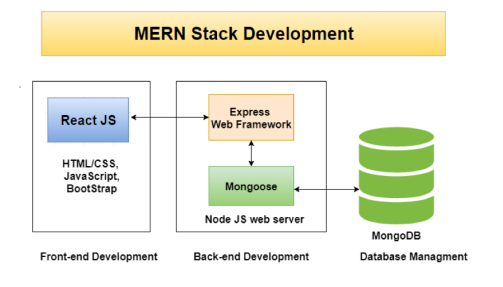 MERN Stack Development
React JS
HTML/CSS,
JavaScript,
BootStrap
Front-end Development
Express
Web Framework
Mongoose
Node JS web server
Back-end Development
MongoDB
Database Managment